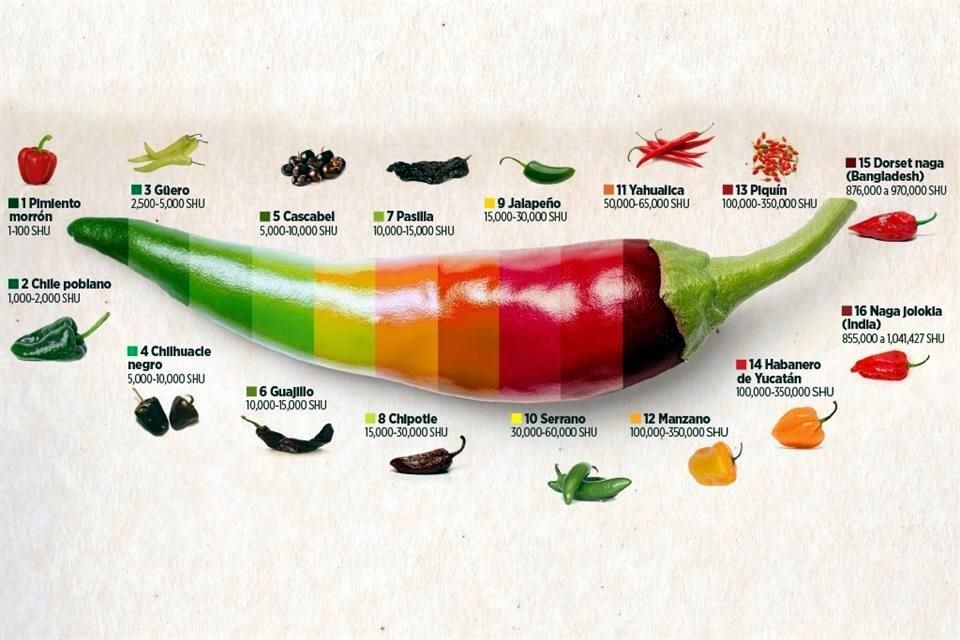 1 Pimiento
morrón
1-100 SHU
2 Chile poblano
1,000-2,000 SHU
3 Güero
2,500-5,000 SHU
4 Chilhuacle
negro
5,000-10,000 SHU
5 Cascabel
5,000-10,000 SHU
6 Guajillo
10,000-15,000 SHU
7 Pasilla
10,000-15,000 SHU
8 Chipotle
15,000-30,000 SHU
9 Jalapeño
15,000-30,000 SHU
10 Serrano
30,000-60,000 SHU
11 Yahualica
50,000-65,000 SHU
12 Manzano
100,000-350,000 SHU
13 Piquín
100,000-350,000 SHU
14 Habanero
de Yucatán
100,000-350,000 SHU
15 Dorset naga
(Bangladesh)
876,000 a 970,000 SHU
16 Naga Jolokia
(India)
855,000 a 1,041,427 SHU